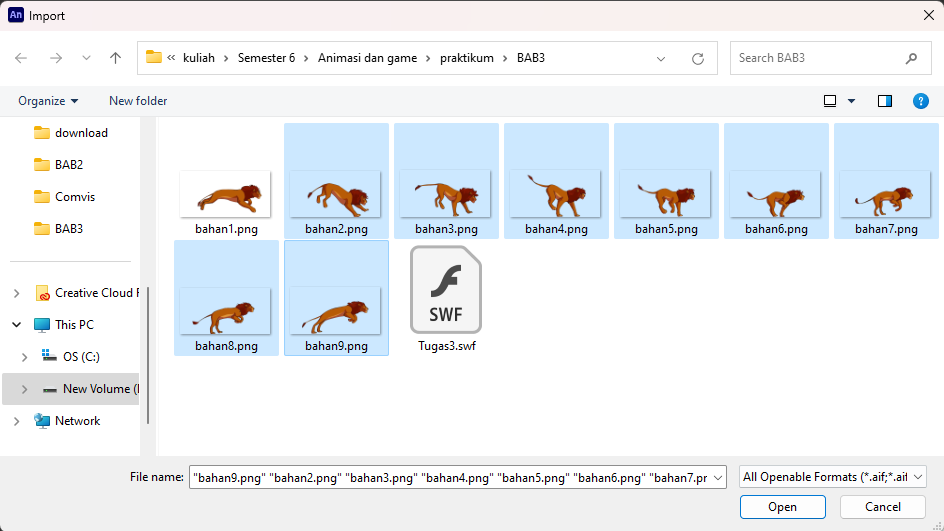 An Import
« kuliah > Semester 6 > Animasi dan game > praktikum > BAB3
Search BAB3
Organize New folder
?
download
BAB2
Comvis
BAB3
Creative Cloud F
This PC
OS (C:)
New Volume (
Network
bahan1.png bahan2.png bahan3.png bahan4.png bahan5.png bahan6.png bahan7.png
SWF
bahan8.png bahan9.png Tugas3.swf
File name: "bahan9.png" "bahan2.png" "bahan3.png" "bahan4.png" "bahan5.png" "bahan6.png" "bahan7.pr
All Openable Formats (*.aif;*.aif
Open Cancel